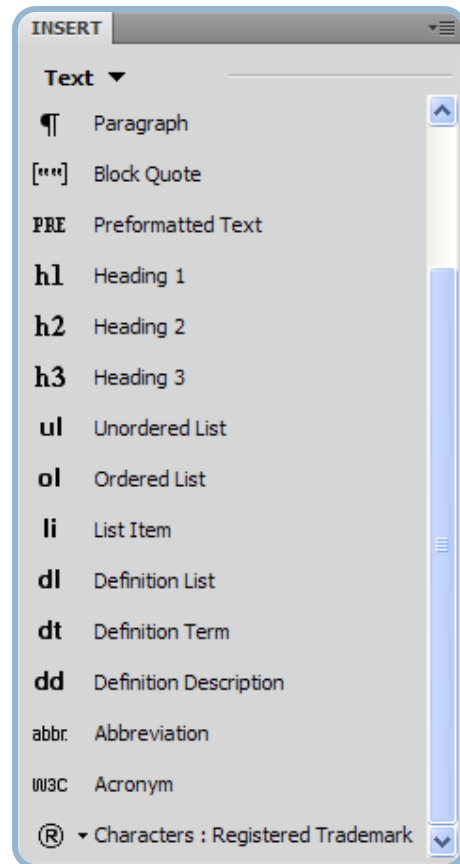 INSERT
Text
¶ Paragraph
[""] Block Quote
PRE Preformatted Text
h1 Heading 1
h2 Heading 2
h3 Heading 3
ul Unordered List
ol Ordered List
li List Item
dl Definition List
dt Definition Term
dd Definition Description
abbr. Abbreviation
W3C Acronym
® Characters : Registered Trademark